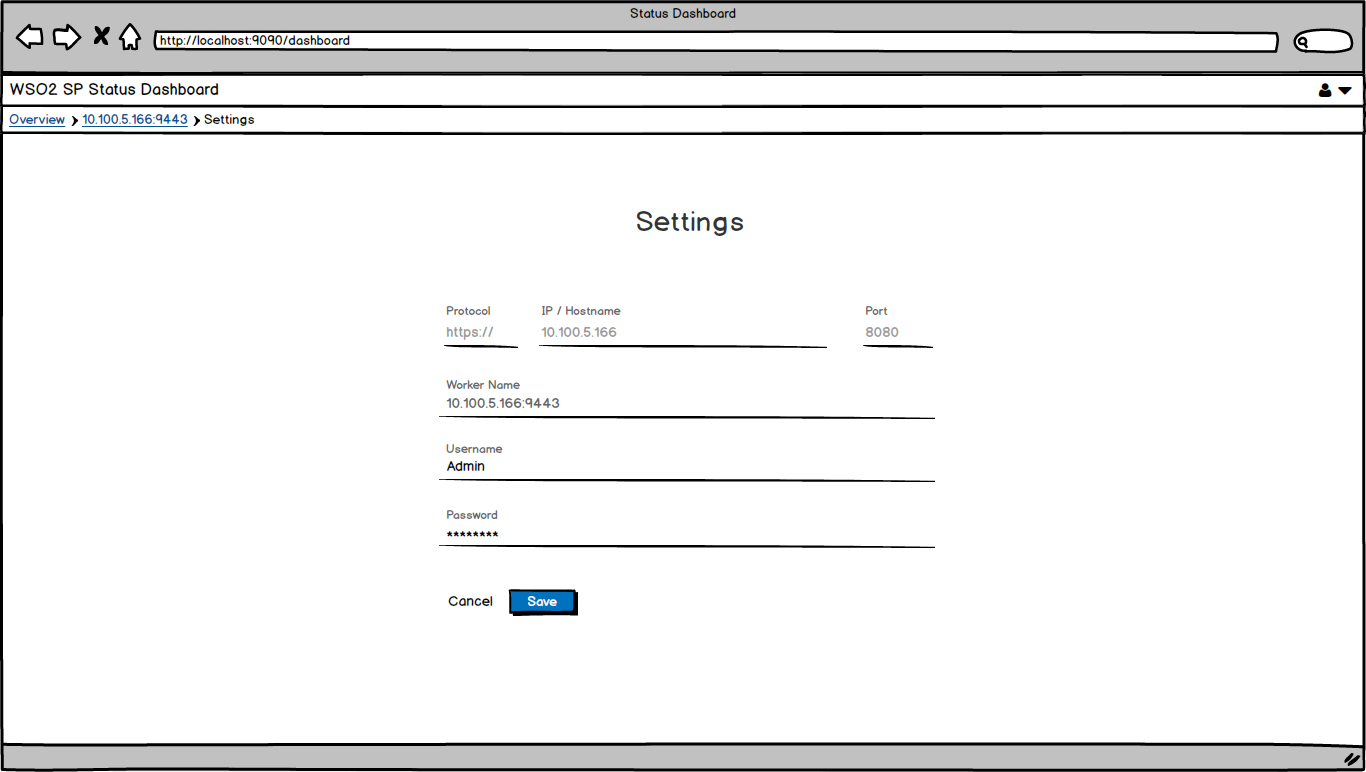 Status Dashboard
http://localhost:9090/dashboard
WSO2 SP Status Dashboard
Overview 10.100.5.166:9443 Settings
Settings
Protocol IP / Hostname Port
https:// 10.100.5.166 8080
Worker Name
10.100.5.166:9443
Username
Admin
Password
********
Cancel Save